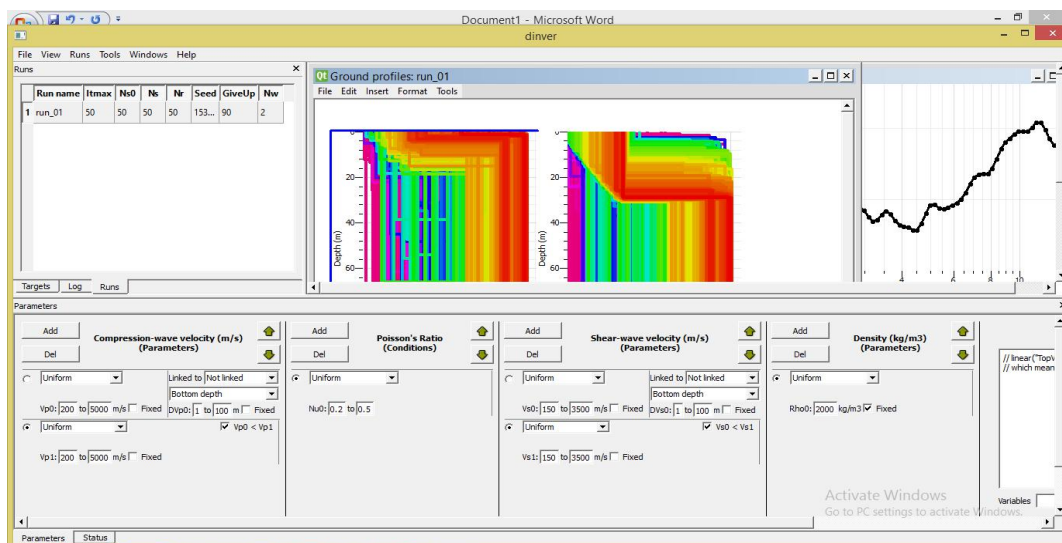 Document1 - Microsoft Word
dinver
File View Runs Tools Windows Help
Runs
Run name Itmax Ns0 Ns Nr Seed GiveUp Nw
1 run_01 50 50 50 50 153... 90 2
Targets Log Runs
Qt Ground profiles: run_01
File Edit Insert Format Tools
0
20
40
60
Depth (m)
0
20
40
60
Depth (m)
4 6 8 10
Parameters
Add
Del
Compression-wave velocity (m/s)
(Parameters)
Uniform
Linked to Not linked
Bottom depth
Vp0: 200 to 5000 m/s Fixed DVp0: 1 to 100 m Fixed
Uniform
Vp0 < Vp1
Vp1: 200 to 5000 m/s Fixed
Add
Del
Poisson's Ratio
(Conditions)
Uniform
Nu0: 0.2 to 0.5
Add
Del
Shear-wave velocity (m/s)
(Parameters)
Uniform
Linked to Not linked
Bottom depth
Vs0: 150 to 3500 m/s Fixed DVs0: 1 to 100 m Fixed
Uniform
Vs0 < Vs1
Vs1: 150 to 3500 m/s Fixed
Add
Del
Density (kg/m3)
(Parameters)
Uniform
Rho0: 2000 kg/m3 Fixed
// linear("TopV
// which mean
Variables
Activate Windows
Go to PC settings to activate Windows.
Parameters Status